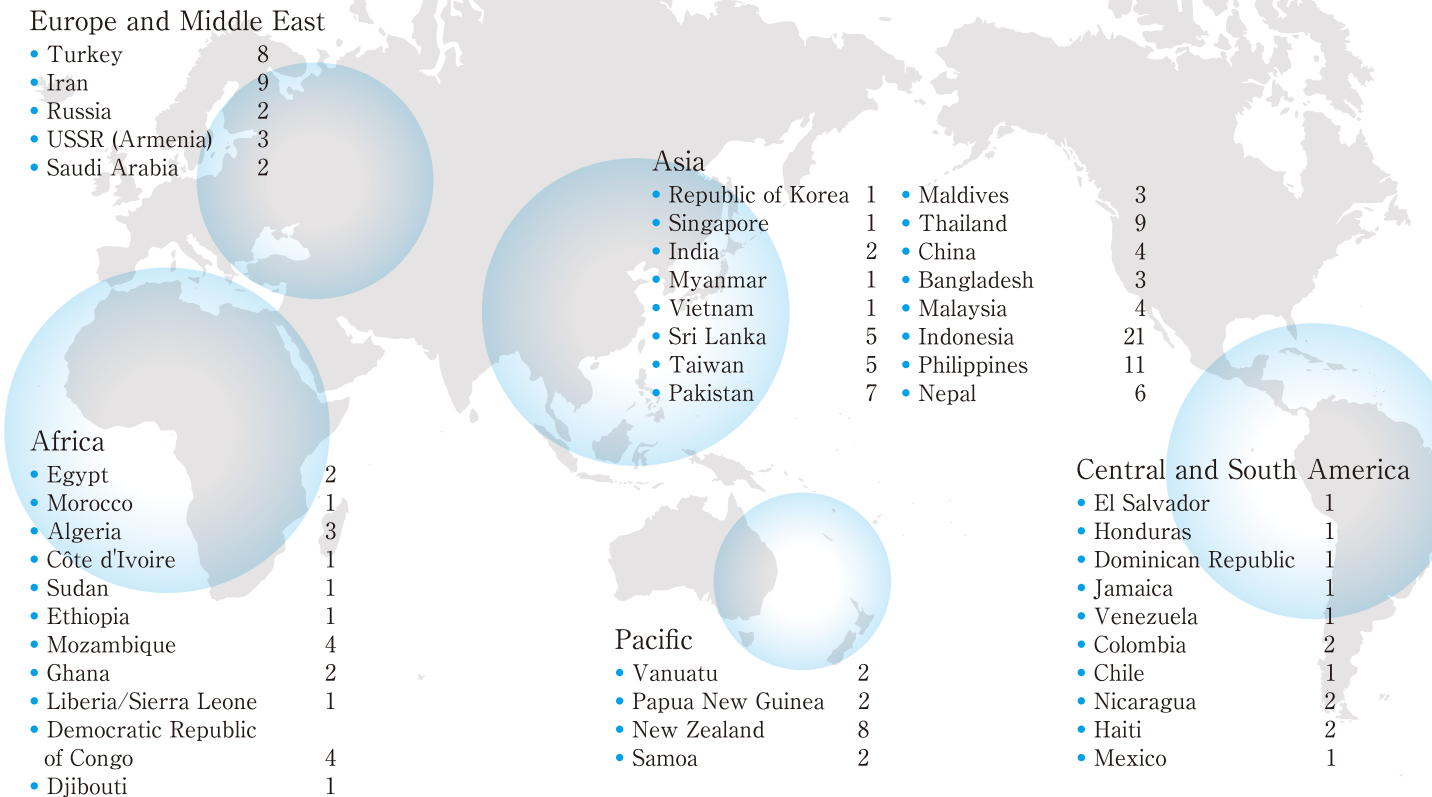 Europe and Middle East
• Turkey 8
• Iran 9
• Russia 2
• USSR (Armenia) 3
• Saudi Arabia 2
Asia
• Republic of Korea 1
• Singapore 1
• India 2
• Myanmar 1
• Vietnam 1
• Sri Lanka 5
• Taiwan 5
• Pakistan 7
• Maldives 3
• Thailand 9
• China 4
• Bangladesh 3
• Malaysia 4
• Indonesia 21
• Philippines 11
• Nepal 6
Africa
• Egypt 2
• Morocco 1
• Algeria 3
• Côte d'Ivoire 1
• Sudan 1
• Ethiopia 1
• Mozambique 4
• Ghana 2
• Liberia/Sierra Leone 1
• Democratic Republic
of Congo 4
• Djibouti 1
Pacific
• Vanuatu 2
• Papua New Guinea 2
• New Zealand 8
• Samoa 2
Central and South America
• El Salvador 1
• Honduras 1
• Dominican Republic 1
• Jamaica 1
• Venezuela 1
• Colombia 2
• Chile 1
• Nicaragua 2
• Haiti 2
• Mexico 1